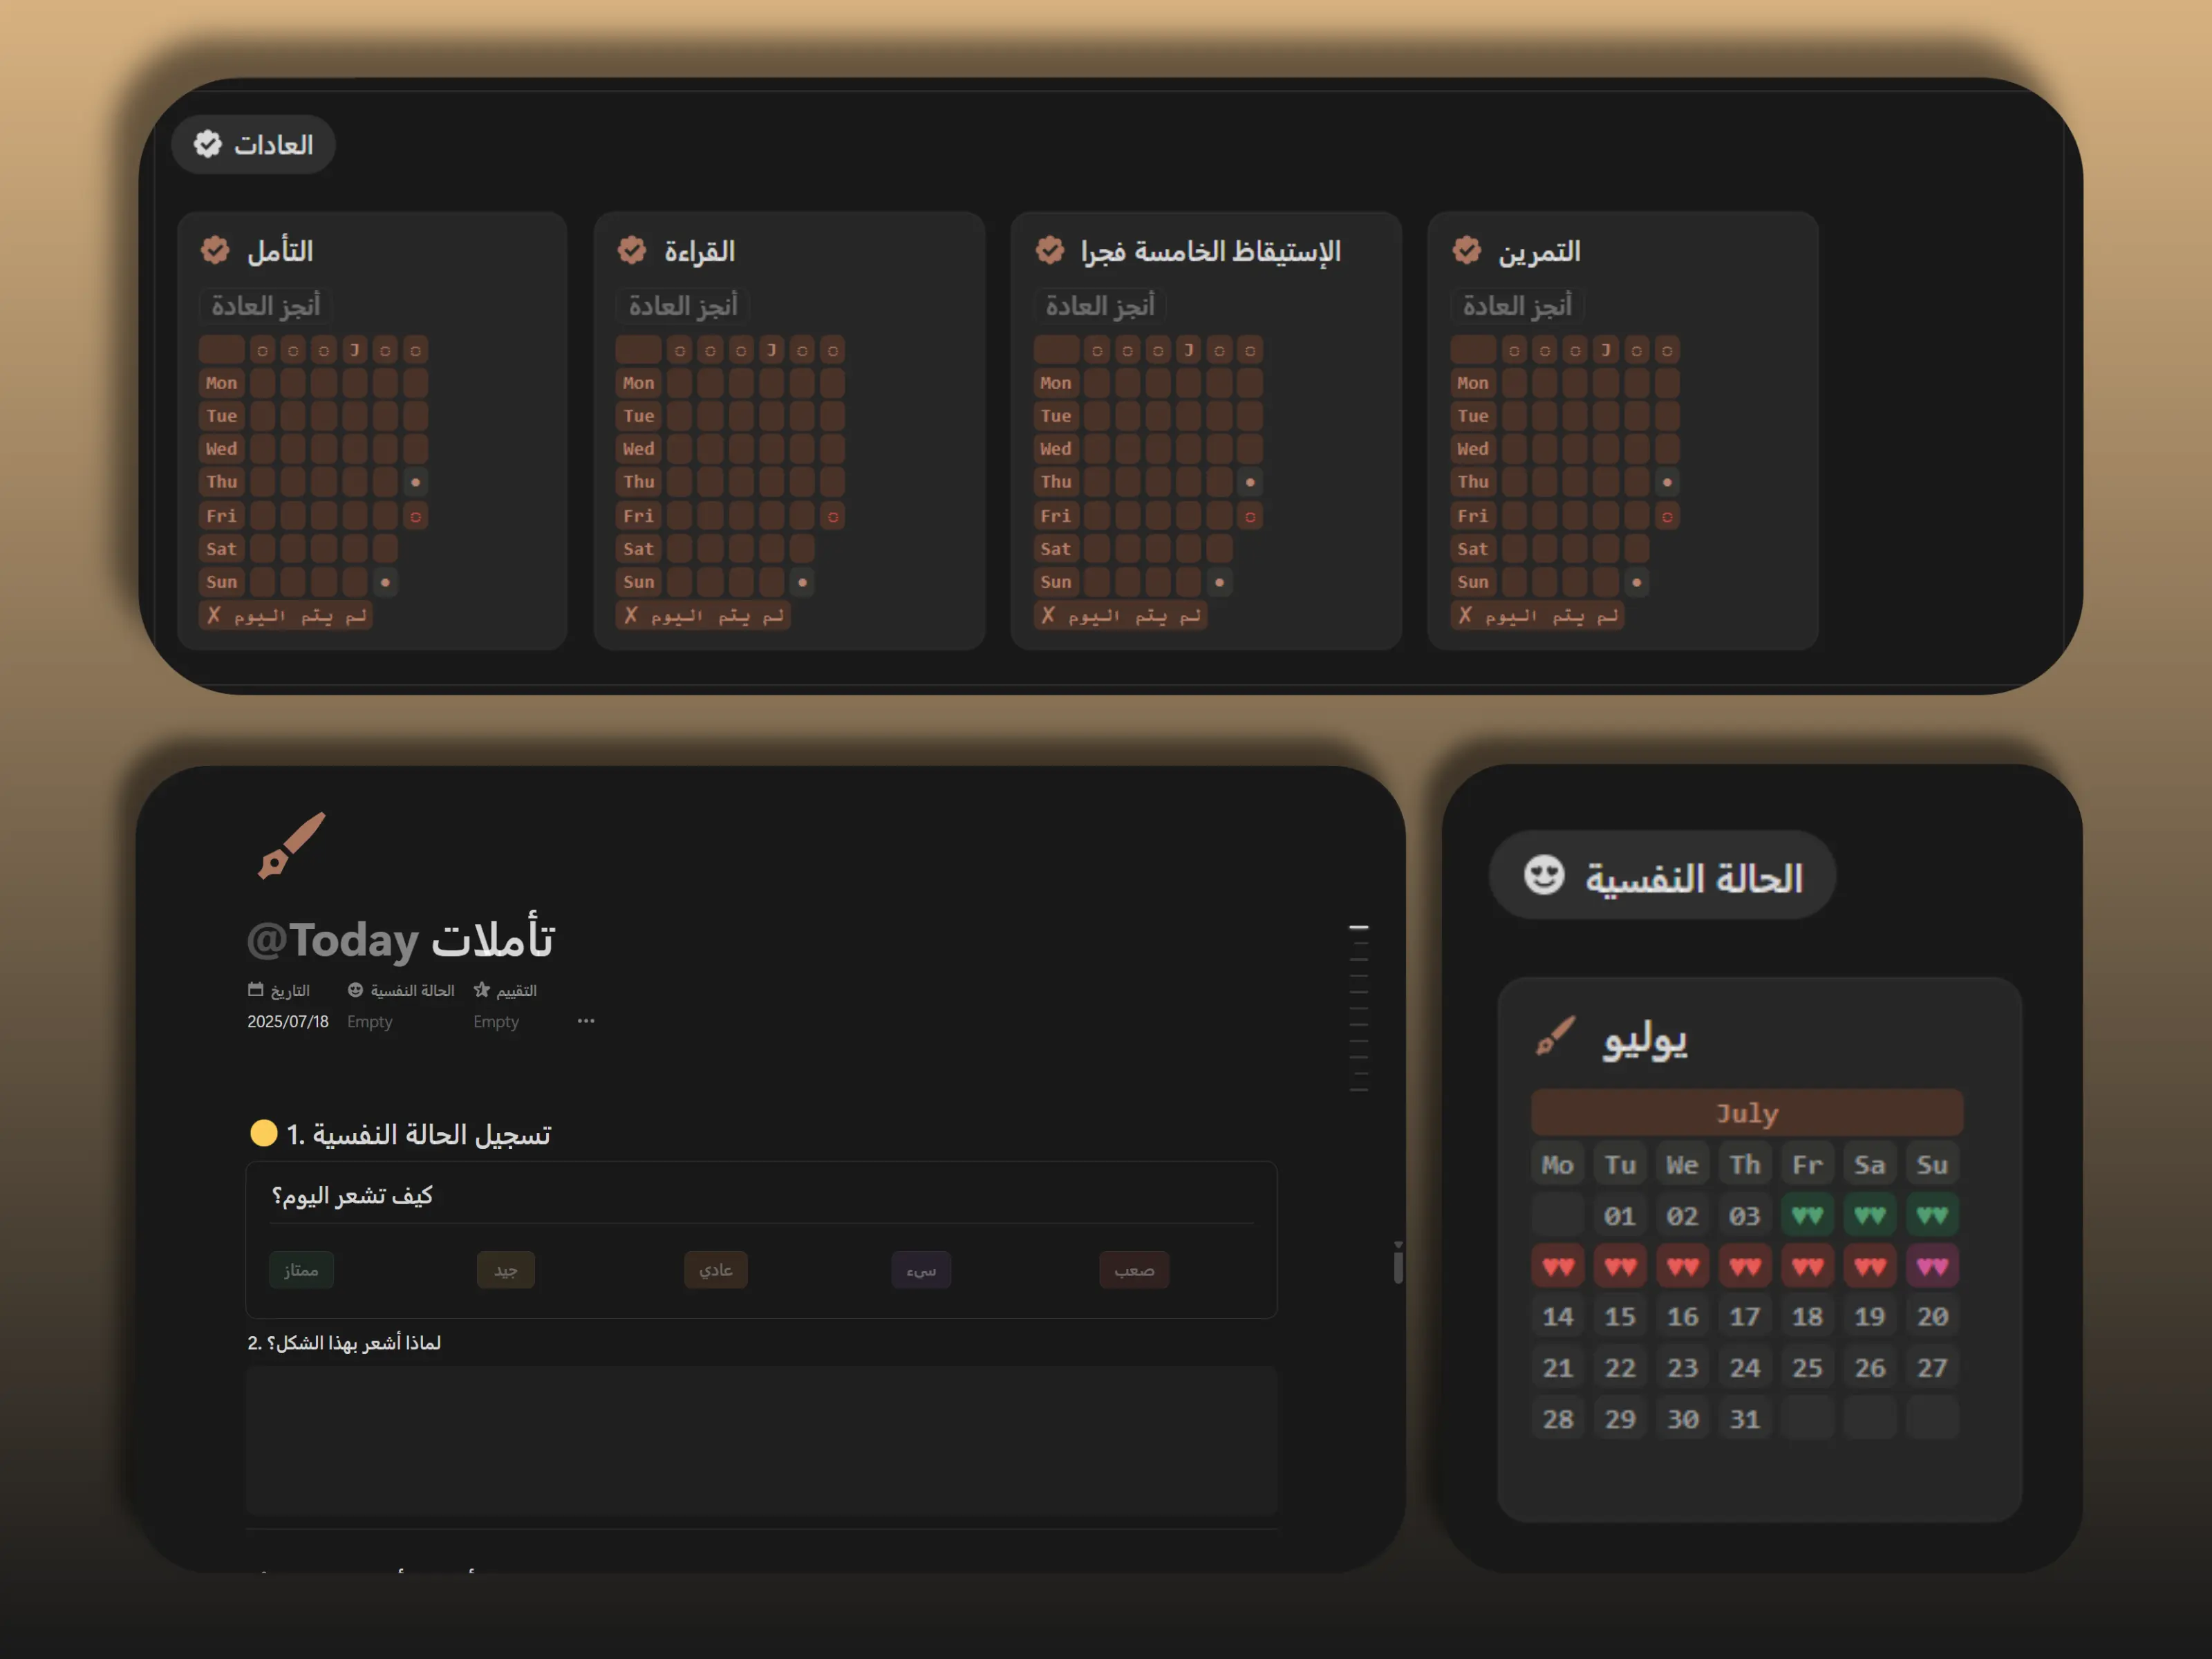 العادات
التأمل
أنجز العادة
J
Mon
Tue
Wed
Thu
Fri
Sat
Sun
✗ لم يتم اليوم
القراءة
أنجز العادة
J
Mon
Tue
Wed
Thu
Fri
Sat
Sun
✗ لم يتم اليوم
الإستيقاظ الخامسة فجرا
أنجز العادة
J
Mon
Tue
Wed
Thu
Fri
Sat
Sun
✗ لم يتم اليوم
التمرين
أنجز العادة
J
Mon
Tue
Wed
Thu
Fri
Sat
Sun
✗ لم يتم اليوم
@Today تأملات
التاريخ الحالة النفسية التقييم
2025/07/18 Empty Empty
1. تسجيل الحالة النفسية
كيف تشعر اليوم؟
ممتاز جيد عادي سيء صعب
2. لماذا أشعر بهذا الشكل؟
الحالة النفسية
يوليو
July
Mo Tu We Th Fr Sa Su
01 02 03 ♥♥ ♥♥ ♥♥
♥♥ ♥♥ ♥♥ ♥♥ ♥♥ ♥♥ ♥♥
14 15 16 17 18 19 20
21 22 23 24 25 26 27
28 29 30 31